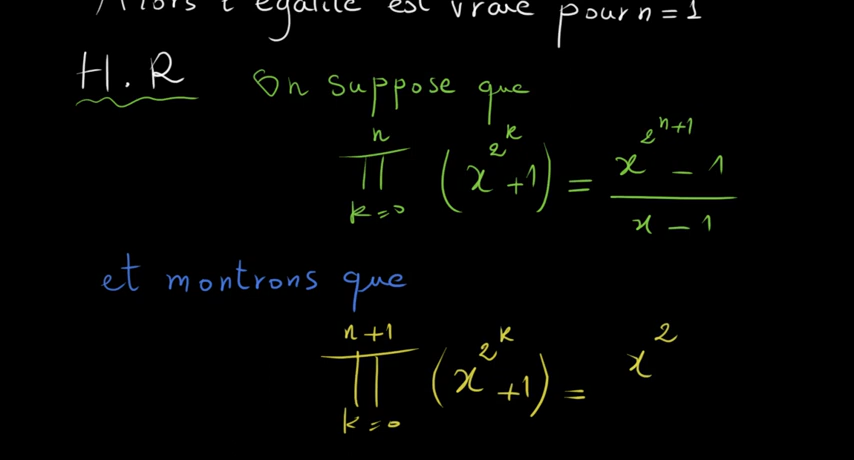 Alors l'égalité est vraie pour n = 1
H.R On suppose que
∏_{k=0}^{n} (x^{2^k} + 1) = (x^{2^{n+1}} - 1) / (x - 1)
et montrons que
∏_{k=0}^{n+1} (x^{2^k} + 1) = x^2